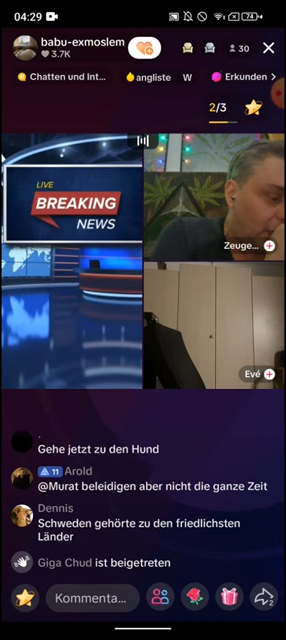 04:29
74
babu-exmoslem
3.7K
30
Chatten und Int...
angliste
W
Erkunden
2/3
LIVE
BREAKING
NEWS
Zeuge...
Evé
.
Gehe jetzt zu den Hund
11 Arold
@Murat beleidigen aber nicht die ganze Zeit
Dennis
Schweden gehörte zu den friedlichsten
Länder
Giga Chud ist beigetreten
Kommenta...
2